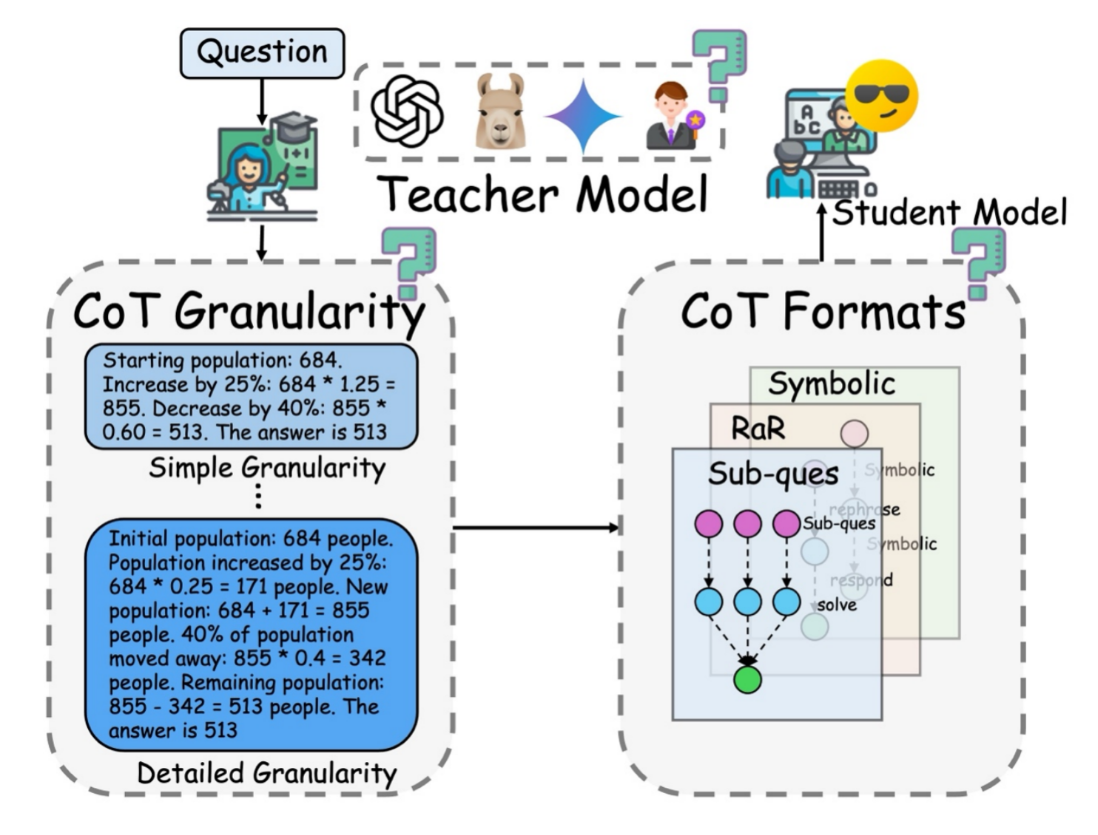 Question
Teacher Model
Student Model
CoT Granularity
Starting population: 684.
Increase by 25%: 684 * 1.25 =
855. Decrease by 40%: 855 *
0.60 = 513. The answer is 513
Simple Granularity
Initial population: 684 people.
Population increased by 25%:
684 * 0.25 = 171 people. New
population: 684 + 171 = 855
people. 40% of population
moved away: 855 * 0.4 = 342
people. Remaining population:
855 - 342 = 513 people. The
answer is 513
Detailed Granularity
CoT Formats
Symbolic
RaR
Sub-ques
Symbolic
rephrase
Sub-ques
Symbolic
respond
solve
A
bc
1+1
=